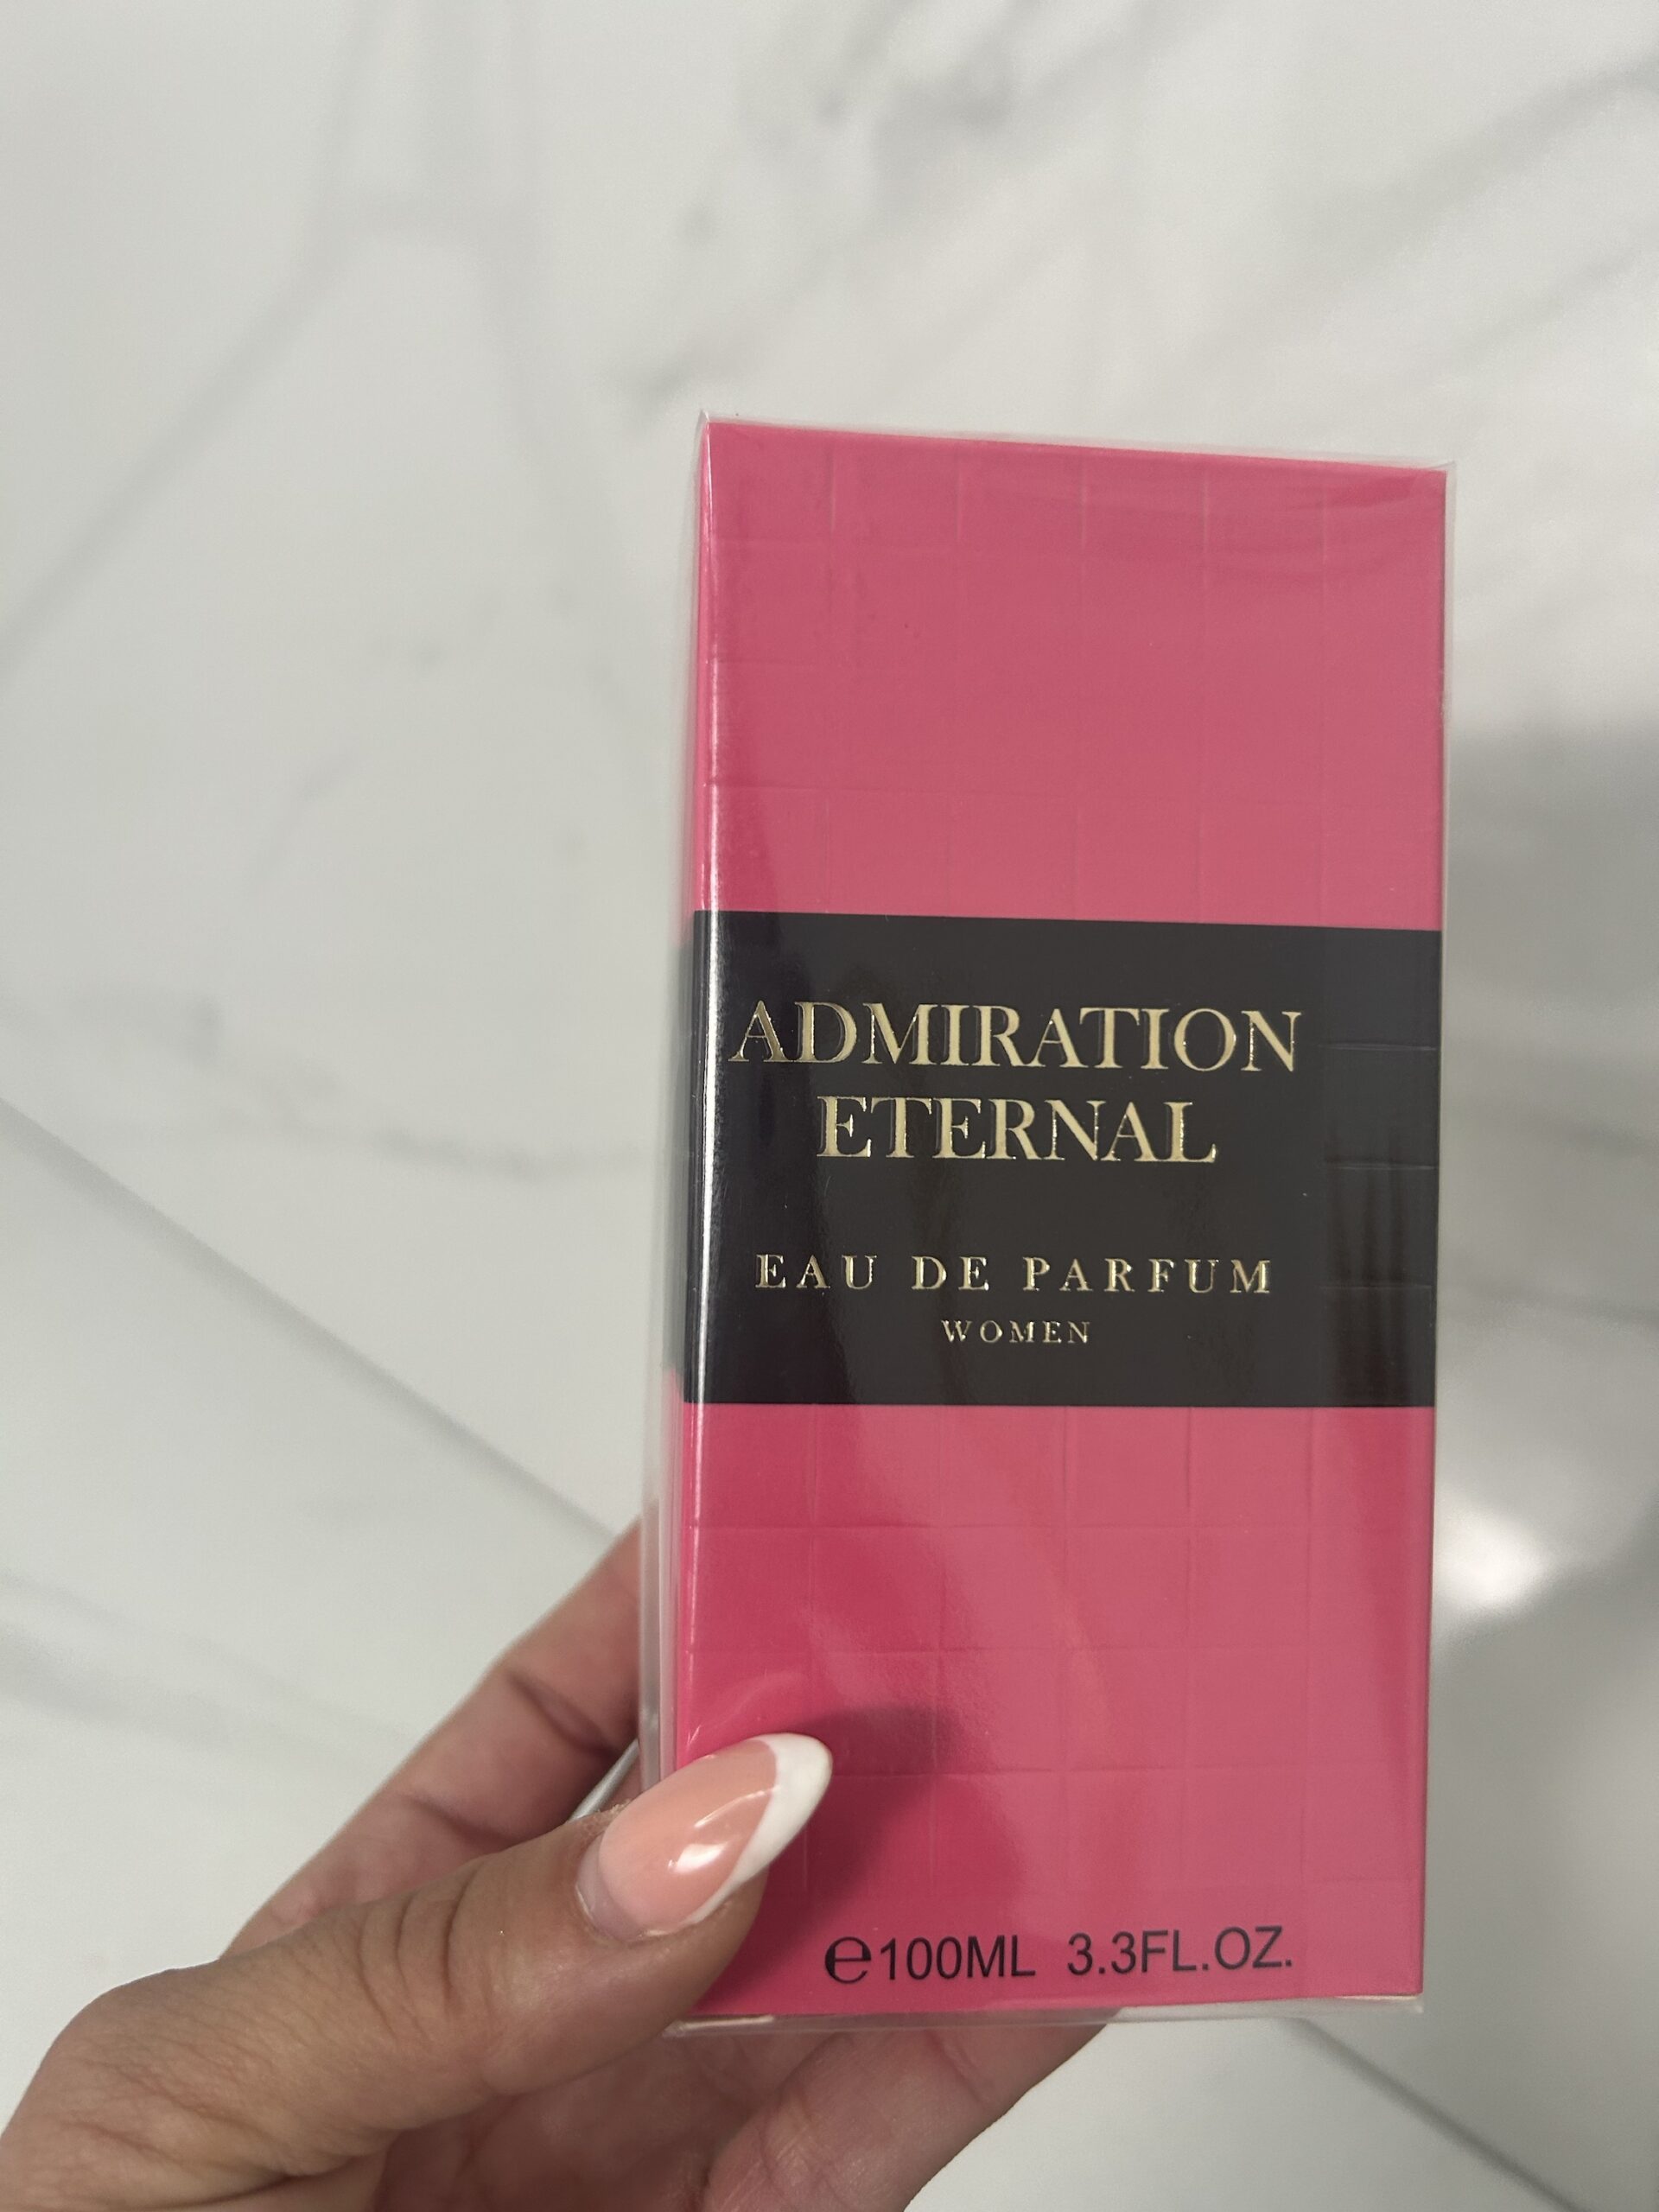 ADMIRATION
ETERNAL
EAU DE PARFUM
WOMEN
℮100ML 3.3FL.OZ.